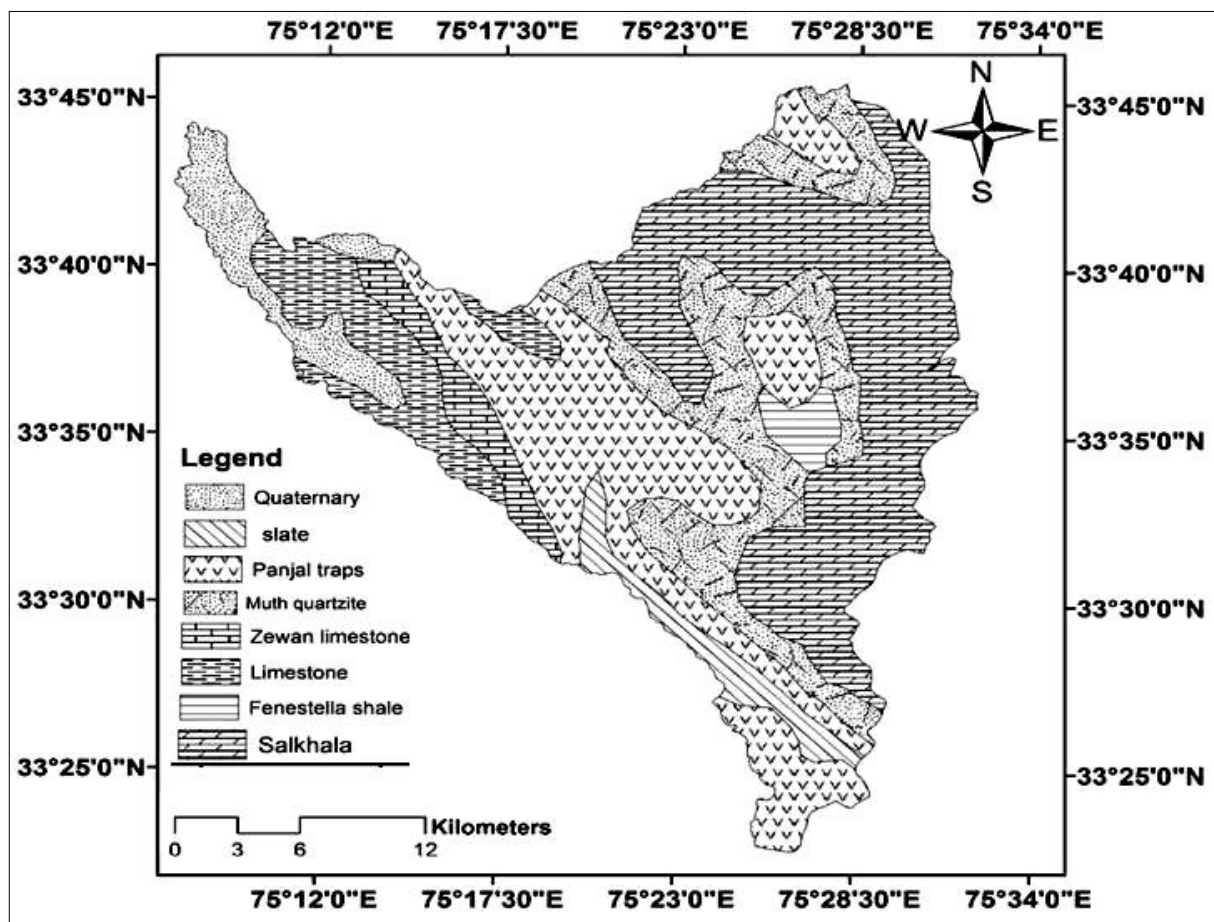 75°12'0"E 75°17'30"E 75°23'0"E 75°28'30"E 75°34'0"E
33°45'0"N
33°45'0"N
N
W
E
S
33°40'0"N
33°40'0"N
33°35'0"N
33°35'0"N
Legend
Quaternary
slate
Panjal traps
Muth quartzite
Zewan limestone
Limestone
Fenestella shale
Salkhala
33°30'0"N
33°30'0"N
33°25'0"N
33°25'0"N
Kilometers
0 3 6 12
75°12'0"E 75°17'30"E 75°23'0"E 75°28'30"E 75°34'0"E